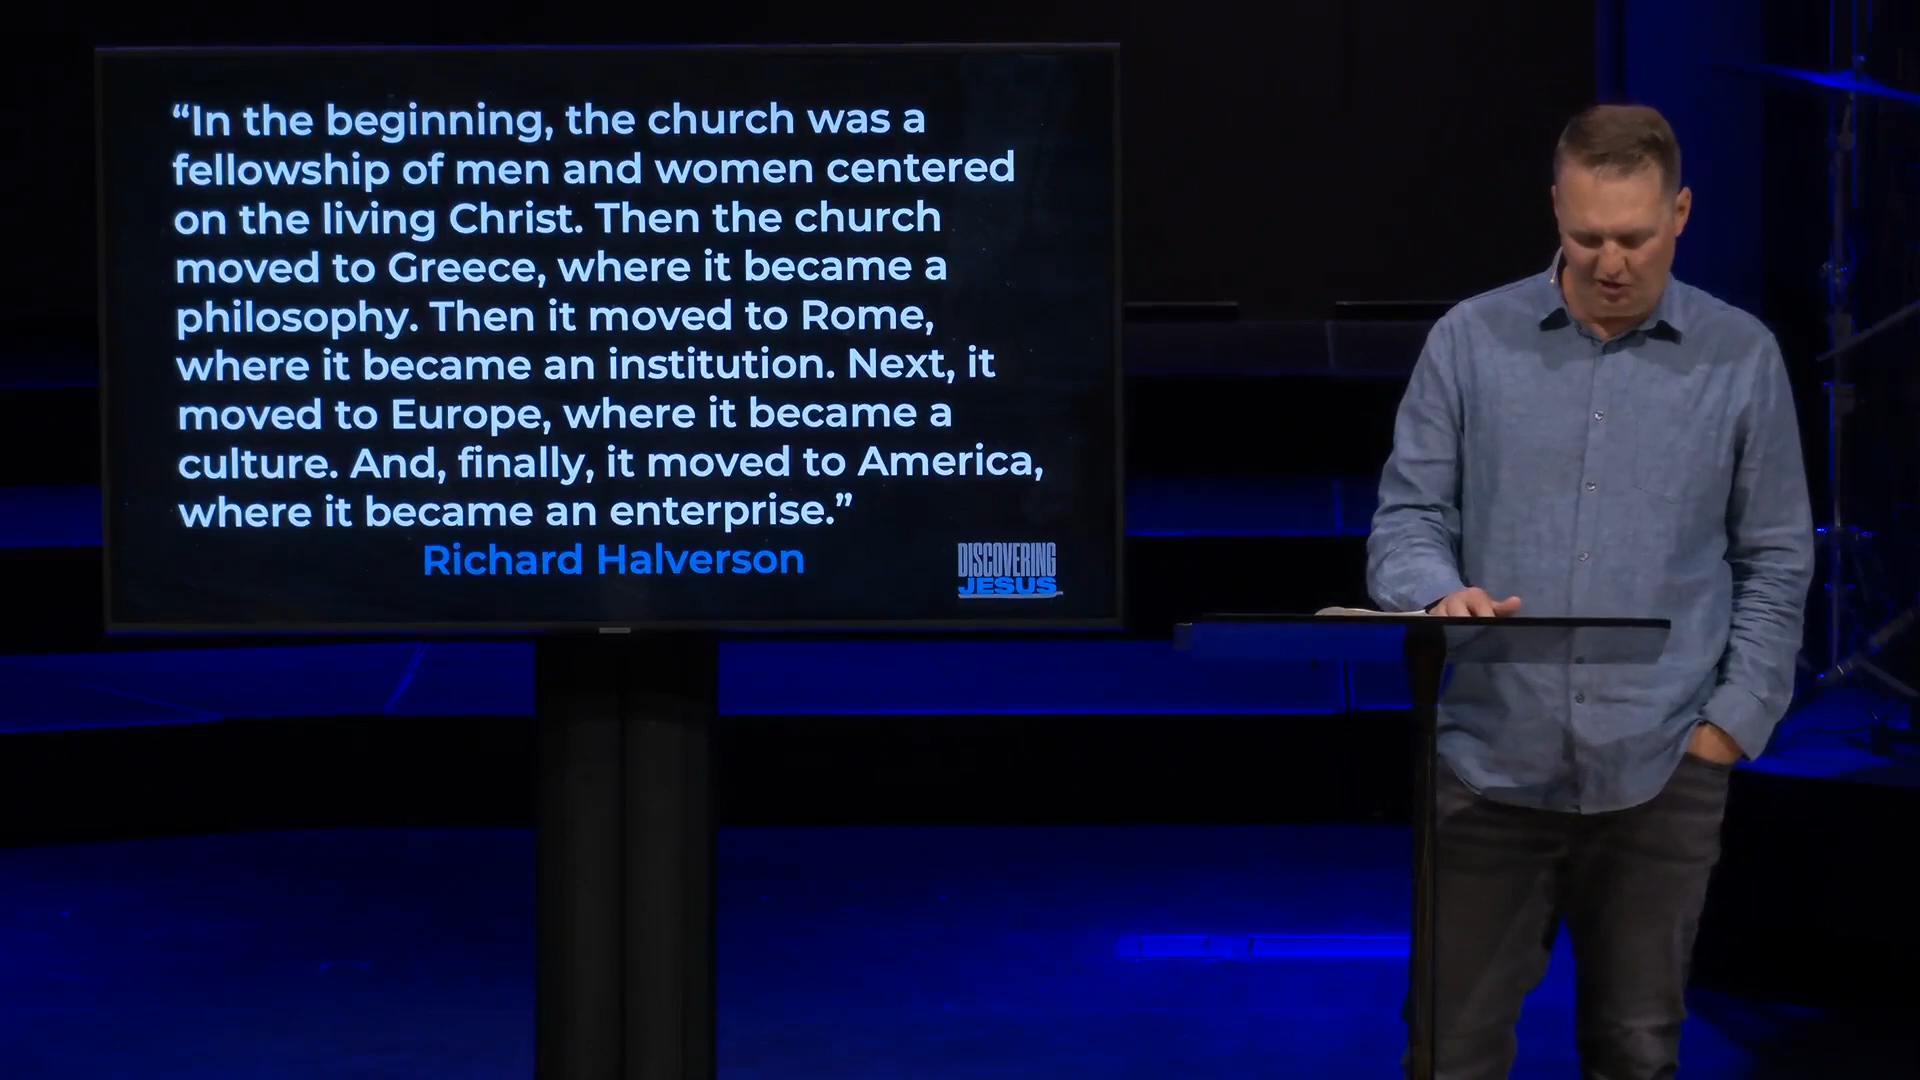 “In the beginning, the church was a
fellowship of men and women centered
on the living Christ. Then the church
moved to Greece, where it became a
philosophy. Then it moved to Rome,
where it became an institution. Next, it
moved to Europe, where it became a
culture. And, finally, it moved to America,
where it became an enterprise.”
Richard Halverson
DISCOVERING
JESUS